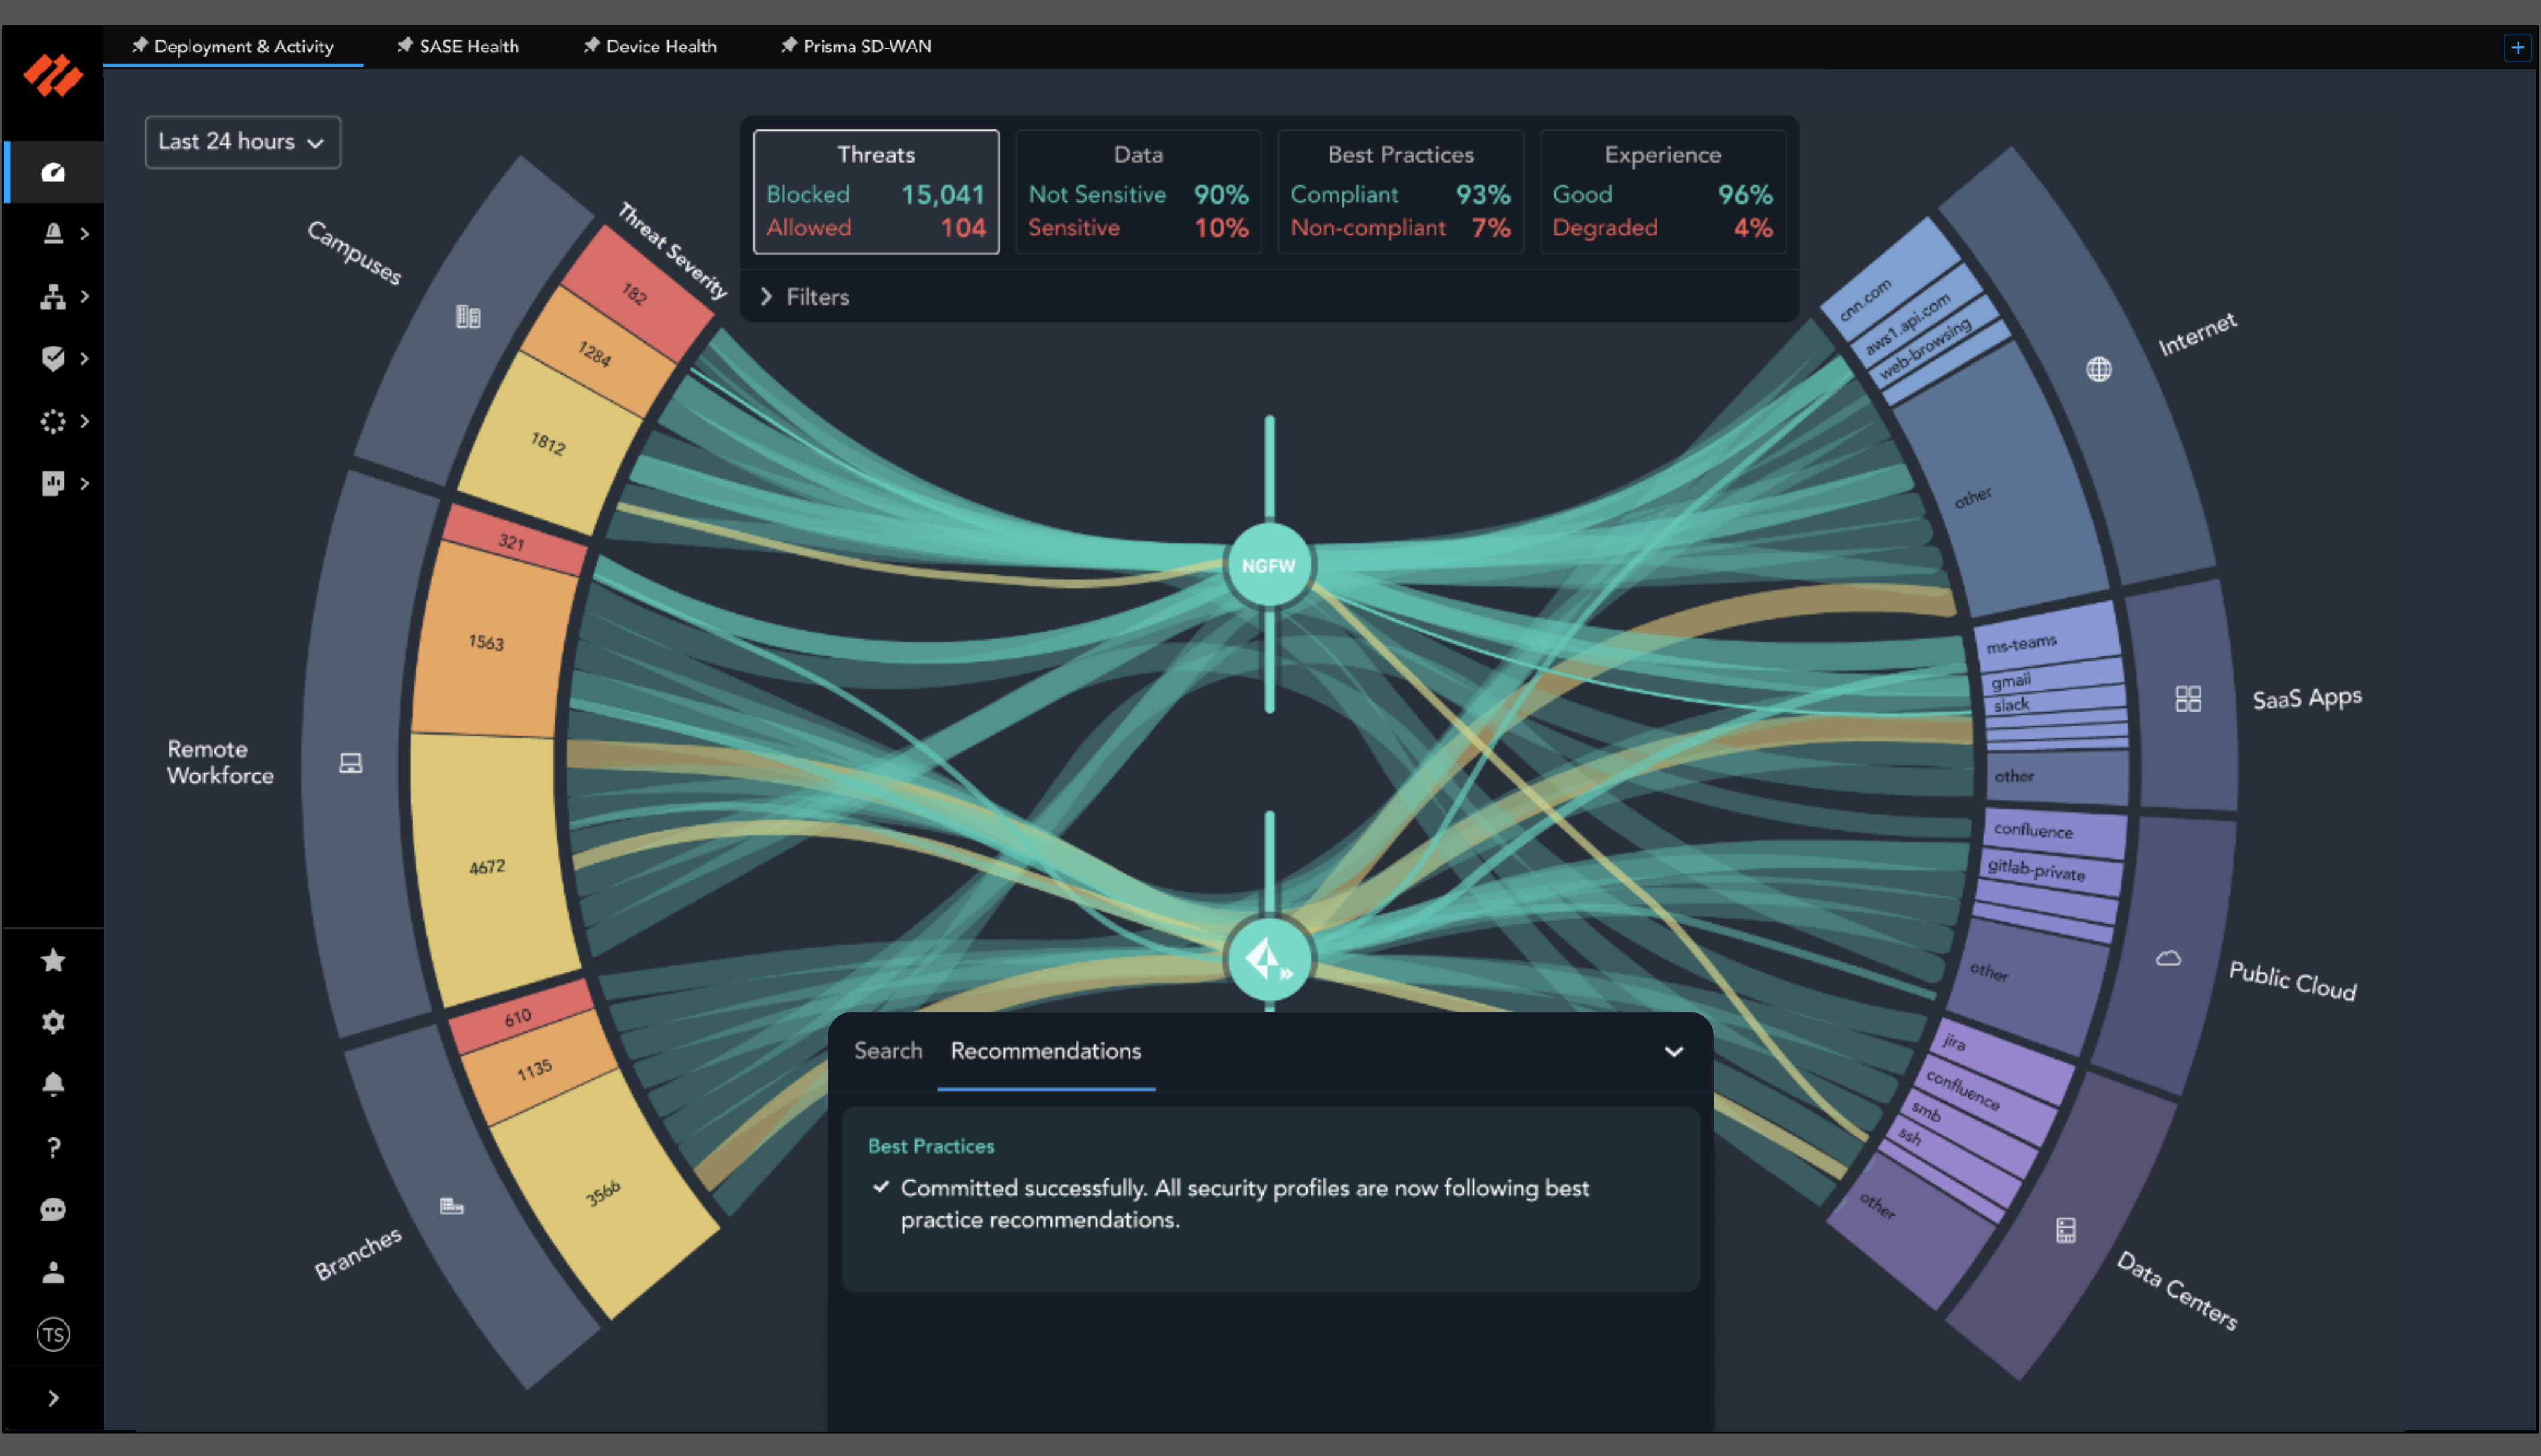 Deployment & Activity
SASE Health
Device Health
Prisma SD-WAN
+
Last 24 hours
Threats
Blocked 15,041
Allowed 104
Data
Not Sensitive 90%
Sensitive 10%
Best Practices
Compliant 93%
Non-compliant 7%
Experience
Good 96%
Degraded 4%
Filters
Campuses
Threat Severity
182
1284
1812
Remote
Workforce
321
1563
4672
Branches
610
1135
3566
NGFW
Internet
cnn.com
aws1.api.com
web-browsing
other
SaaS Apps
ms-teams
gmail
slack
other
Public Cloud
confluence
gitlab-private
other
Data Centers
jira
confluence
smb
ssh
other
Search
Recommendations
Best Practices
Committed successfully. All security profiles are now following best
practice recommendations.
?
TS